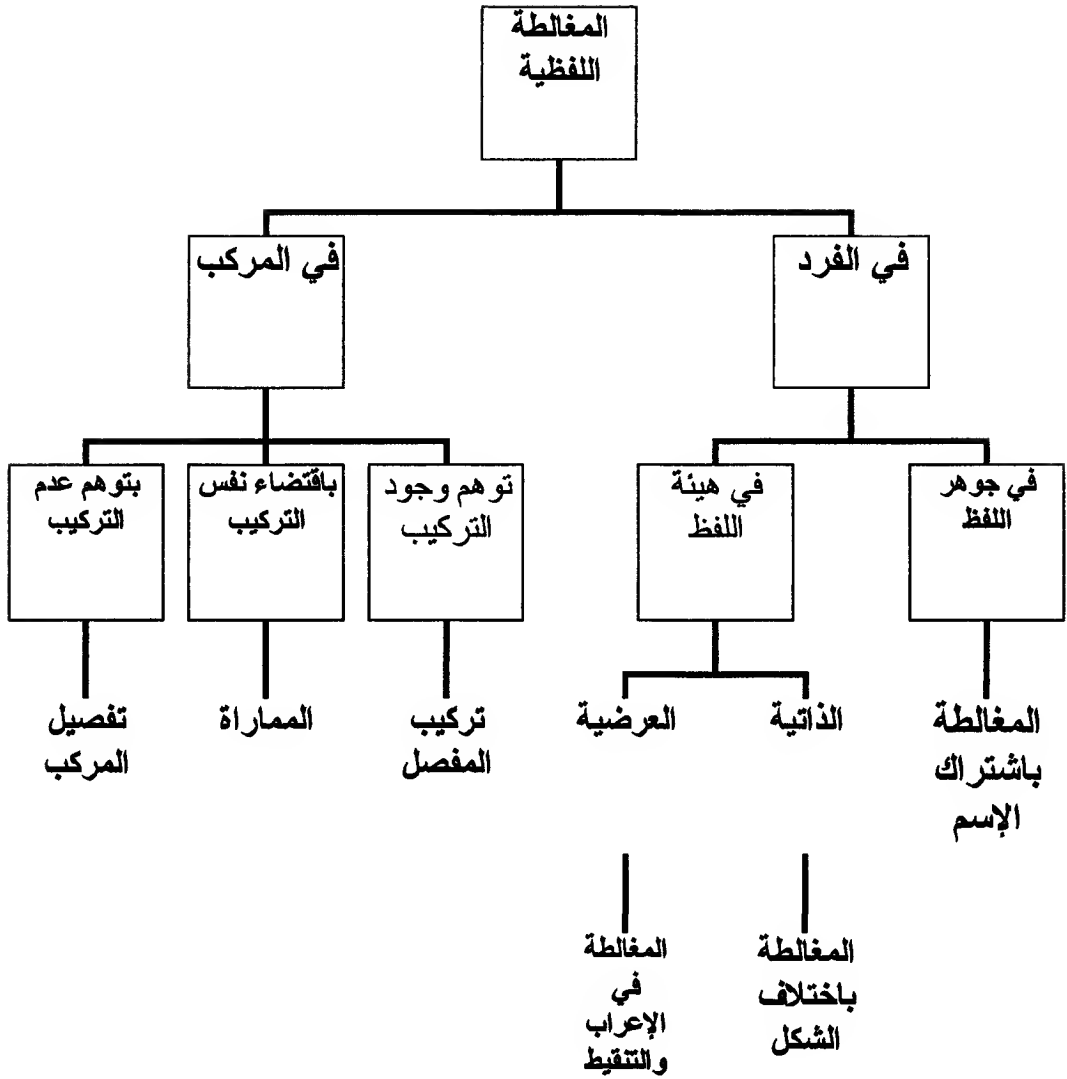 المغالطة
اللفظية
في الفرد
في المركب
في جوهر
اللفظ
في هيئة
اللفظ
توهم وجود
التركيب
باقتضاء نفس
التركيب
بتوهم عدم
التركيب
المغالطة
باشتراك
الإسم
الذاتية
العرضية
تركيب
المفصل
المماراة
تفصيل
المركب
المغالطة
باختلاف
الشكل
المغالطة
في
الإعراب
والتنقيط